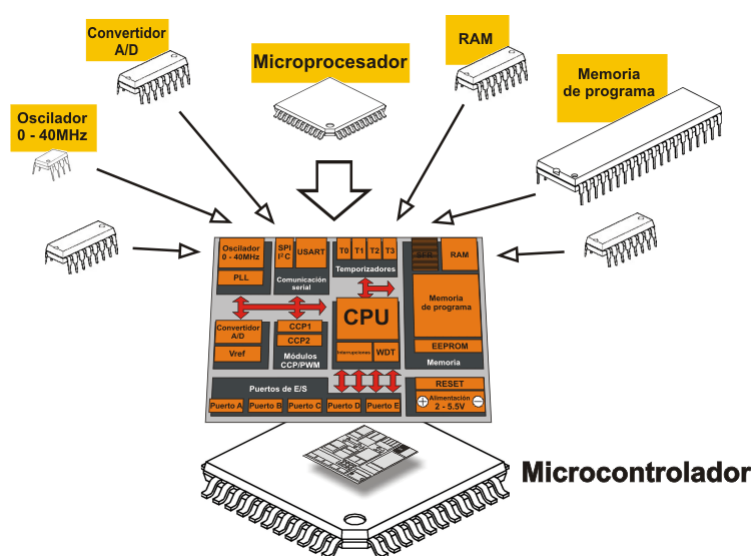 Convertidor
A/D
Microprocesador
RAM
Memoria
de programa
Oscilador
0 - 40MHz
Oscilador
0 - 40MHz
PLL
SPI
I²C
USART
Comunicación
serial
T0 T1 T2 T3
Temporizadores
SFR
RAM
Memoria
de programa
EEPROM
Memoria
Convertidor
A/D
Vref
CCP1
CCP2
Módulos
CCP/PWM
CPU
Interrupciones
WDT
Puertos de E/S
Puerto A Puerto B Puerto C Puerto D Puerto E
RESET
+ Alimentación -
2 - 5.5V
Microcontrolador